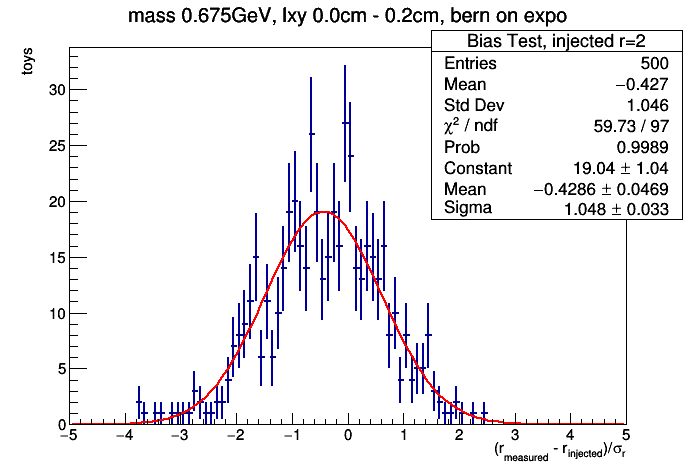 mass 0.675GeV, lxy 0.0cm - 0.2cm, bern on expo
Bias Test, injected r=2
Entries 500
Mean −0.427
Std Dev 1.046
χ² / ndf 59.73 / 97
Prob 0.9989
Constant 19.04 ± 1.04
Mean −0.4286 ± 0.0469
Sigma 1.048 ± 0.033
toys
30
25
20
15
10
5
0
−5 −4 −3 −2 −1 0 1 2 3 4 5
(r_measured - r_injected)/σ_r